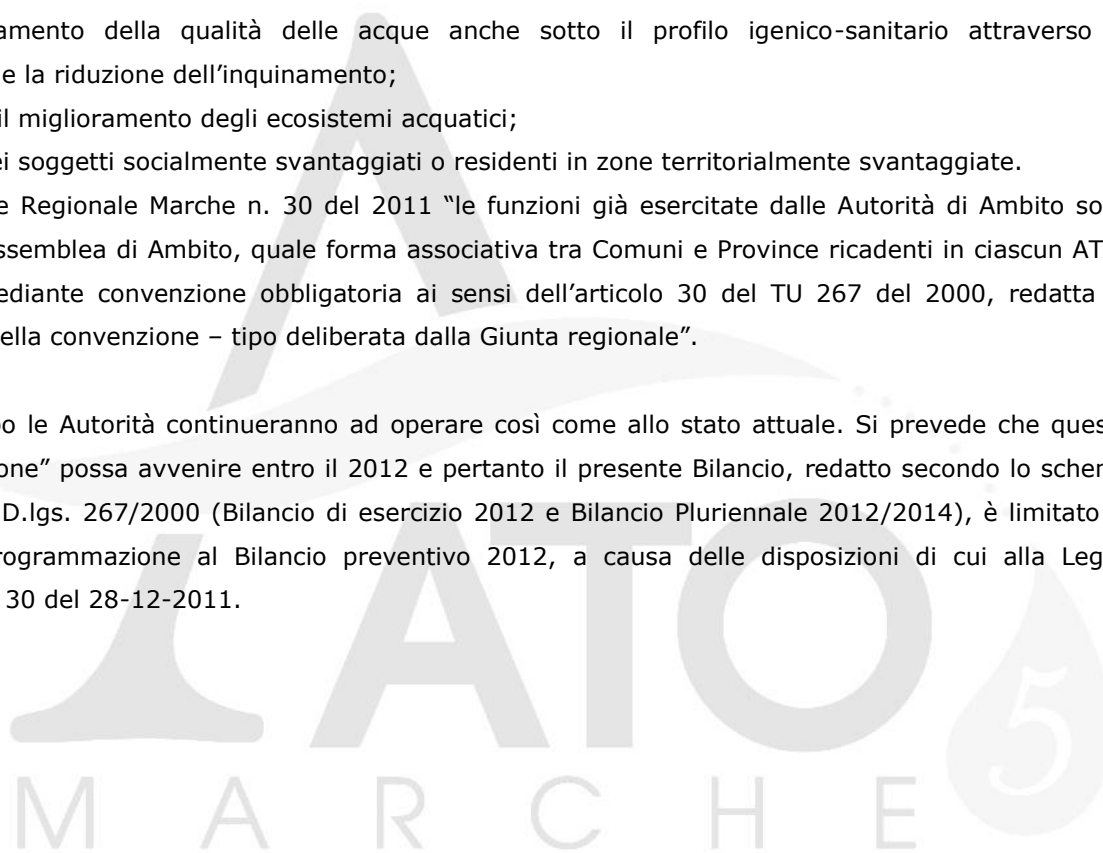 amento della qualità delle acque anche sotto il profilo igenico-sanitario attraverso
e la riduzione dell'inquinamento;
il miglioramento degli ecosistemi acquatici;
ei soggetti socialmente svantaggiati o residenti in zone territorialmente svantaggiate.
e Regionale Marche n. 30 del 2011 "le funzioni già esercitate dalle Autorità di Ambito so
ssemblea di Ambito, quale forma associativa tra Comuni e Province ricadenti in ciascun AT
ediante convenzione obbligatoria ai sensi dell'articolo 30 del TU 267 del 2000, redatta
ella convenzione – tipo deliberata dalla Giunta regionale".
po le Autorità continueranno ad operare così come allo stato attuale. Si prevede che ques
one" possa avvenire entro il 2012 e pertanto il presente Bilancio, redatto secondo lo schem
D.lgs. 267/2000 (Bilancio di esercizio 2012 e Bilancio Pluriennale 2012/2014), è limitato
rogrammazione al Bilancio preventivo 2012, a causa delle disposizioni di cui alla Leg
30 del 28-12-2011.
ATO 5
MARCHE